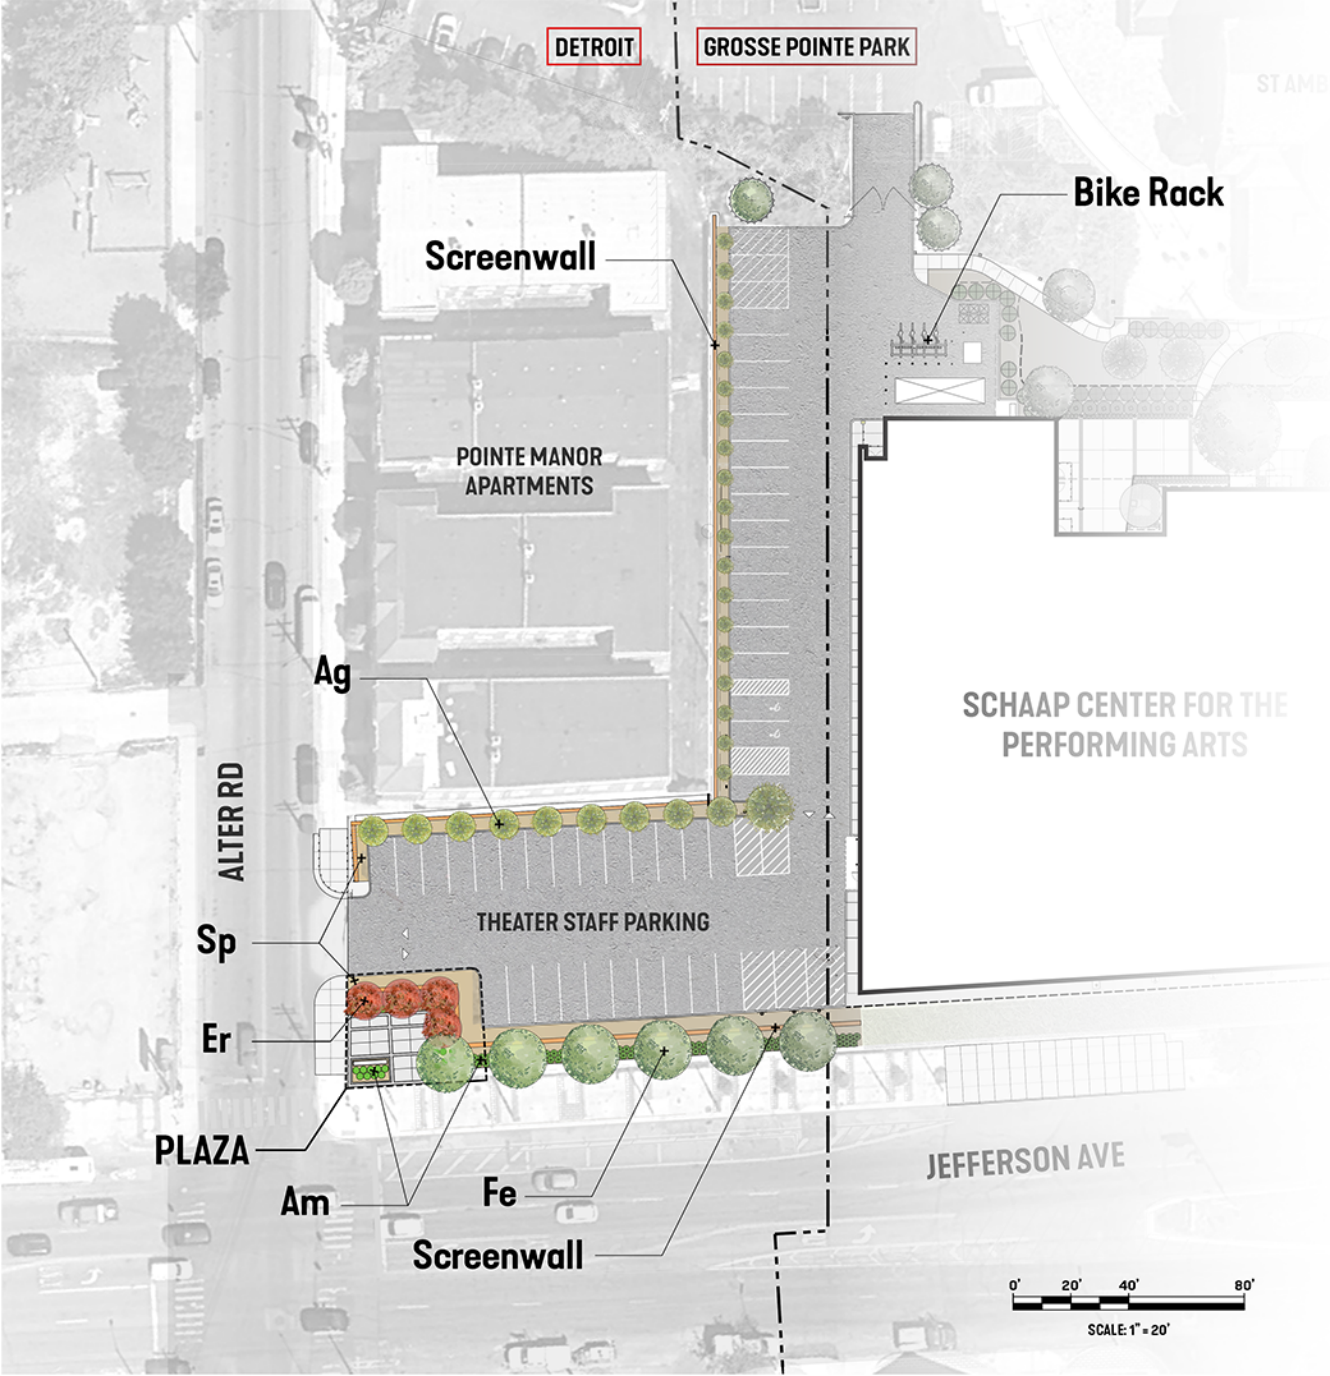 DETROIT
GROSSE POINTE PARK
ST AMB
Bike Rack
Screenwall
POINTE MANOR
APARTMENTS
Ag
SCHAAP CENTER FOR THE
PERFORMING ARTS
ALTER RD
THEATER STAFF PARKING
Sp
Er
PLAZA
JEFFERSON AVE
Am
Fe
Screenwall
0' 20' 40' 80'
SCALE: 1" = 20'